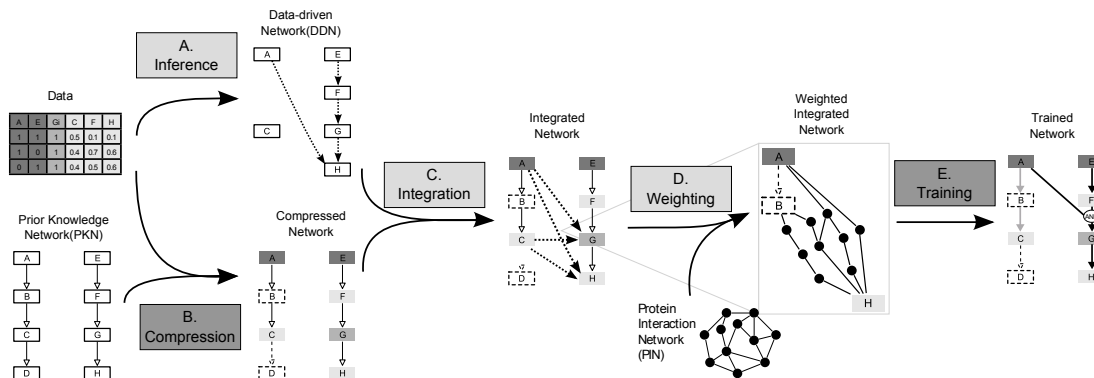 Data-driven
Network(DDN)
A.
Inference
A
E
F
C
G
H
Data
A E Gi C F H
1 1 1 0.5 0.1 0.1
1 0 1 0.4 0.7 0.6
0 1 1 0.4 0.5 0.6
Prior Knowledge
Network(PKN)
A
E
B
F
C
G
D
H
B.
Compression
Compressed
Network
A
E
B
F
C
G
D
H
C.
Integration
Integrated
Network
A
E
B
F
C
G
D
H
D.
Weighting
Protein
Interaction
Network
(PIN)
Weighted
Integrated
Network
A
B
H
E.
Training
Trained
Network
A
E
B
F
AN
C
G
D
H